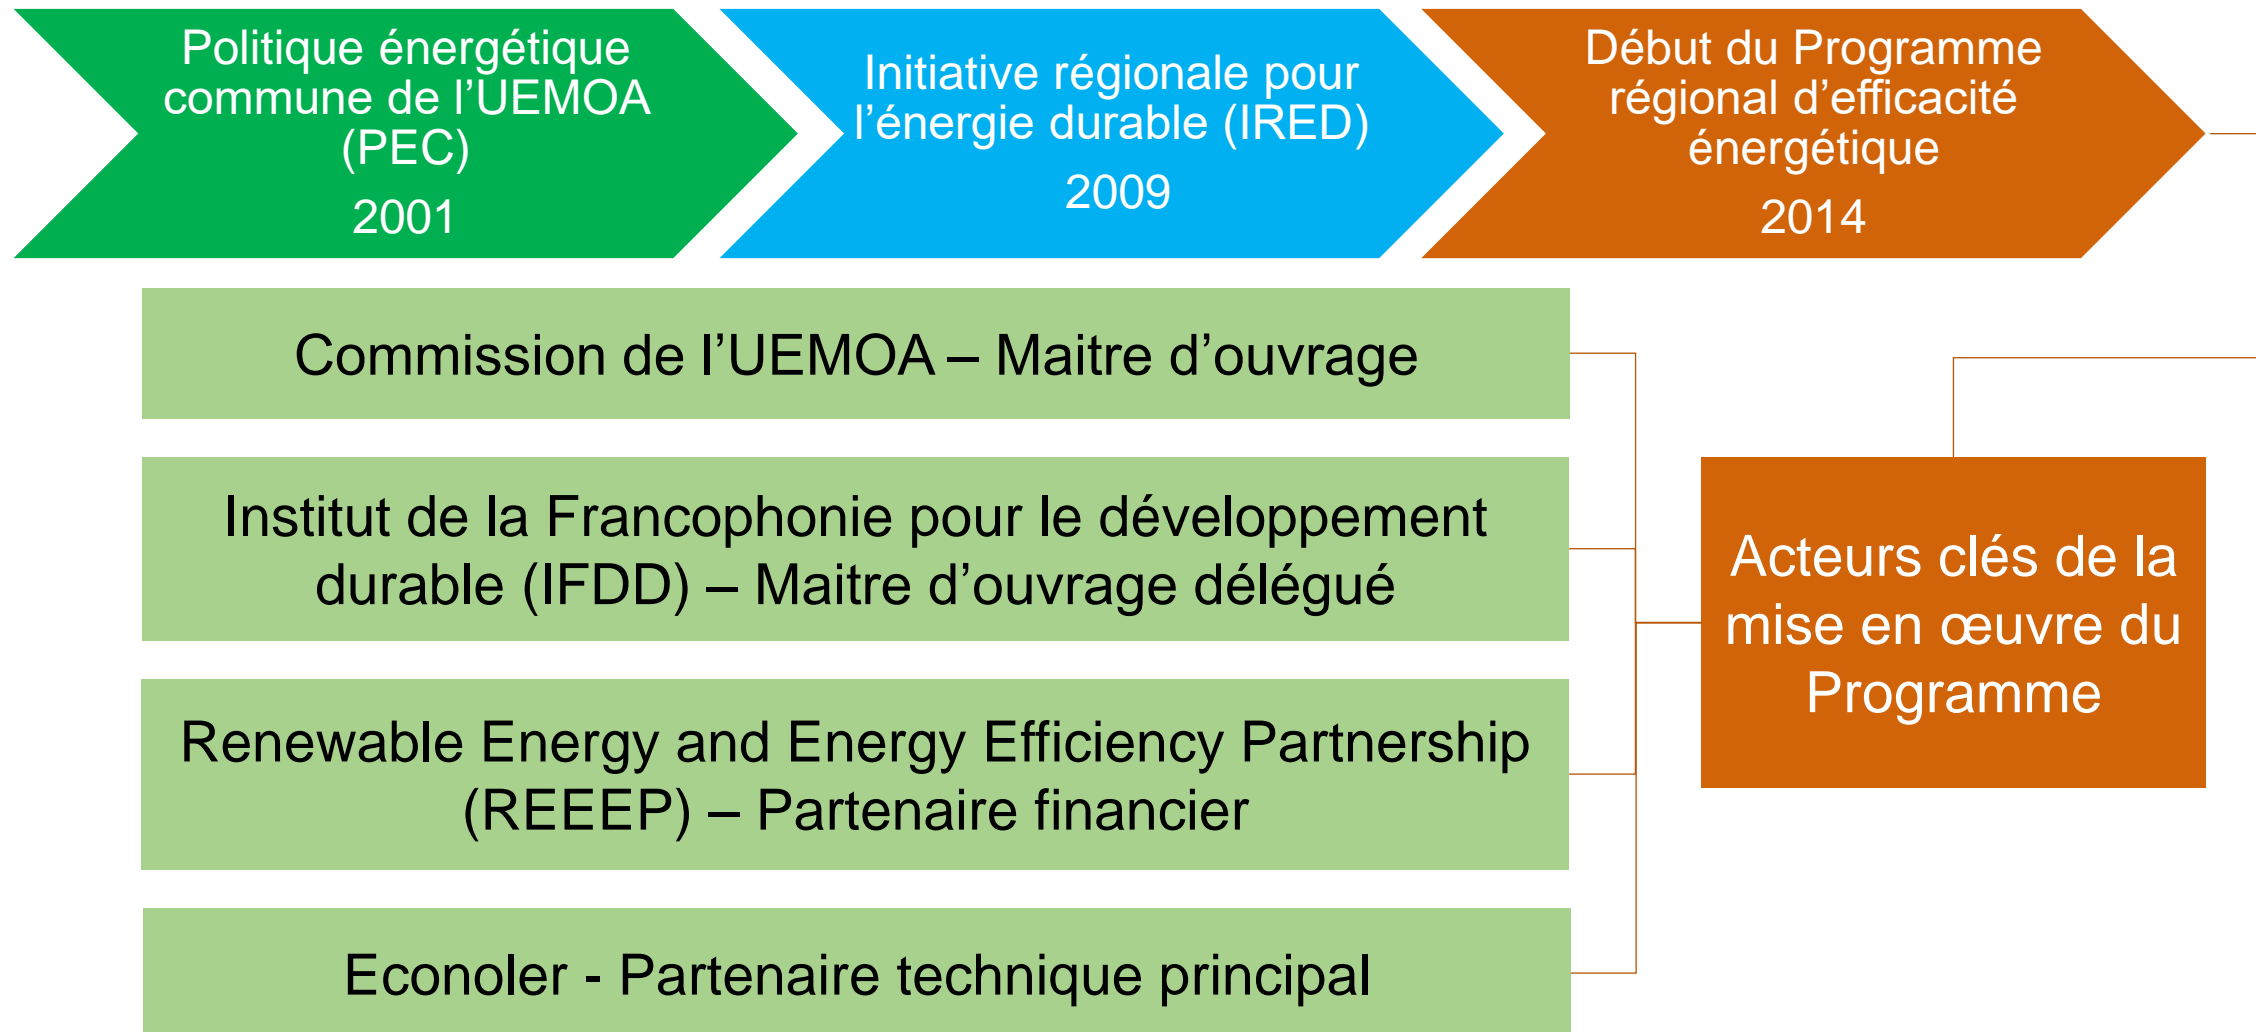 Politique énergétique
commune de l’UEMOA
(PEC)
2001
Initiative régionale pour
l’énergie durable (IRED)
2009
Début du Programme
régional d’efficacité
énergétique
2014
Commission de l’UEMOA – Maitre d’ouvrage
Institut de la Francophonie pour le développement
durable (IFDD) – Maitre d’ouvrage délégué
Renewable Energy and Energy Efficiency Partnership
(REEEP) – Partenaire financier
Econoler - Partenaire technique principal
Acteurs clés de la
mise en œuvre du
Programme